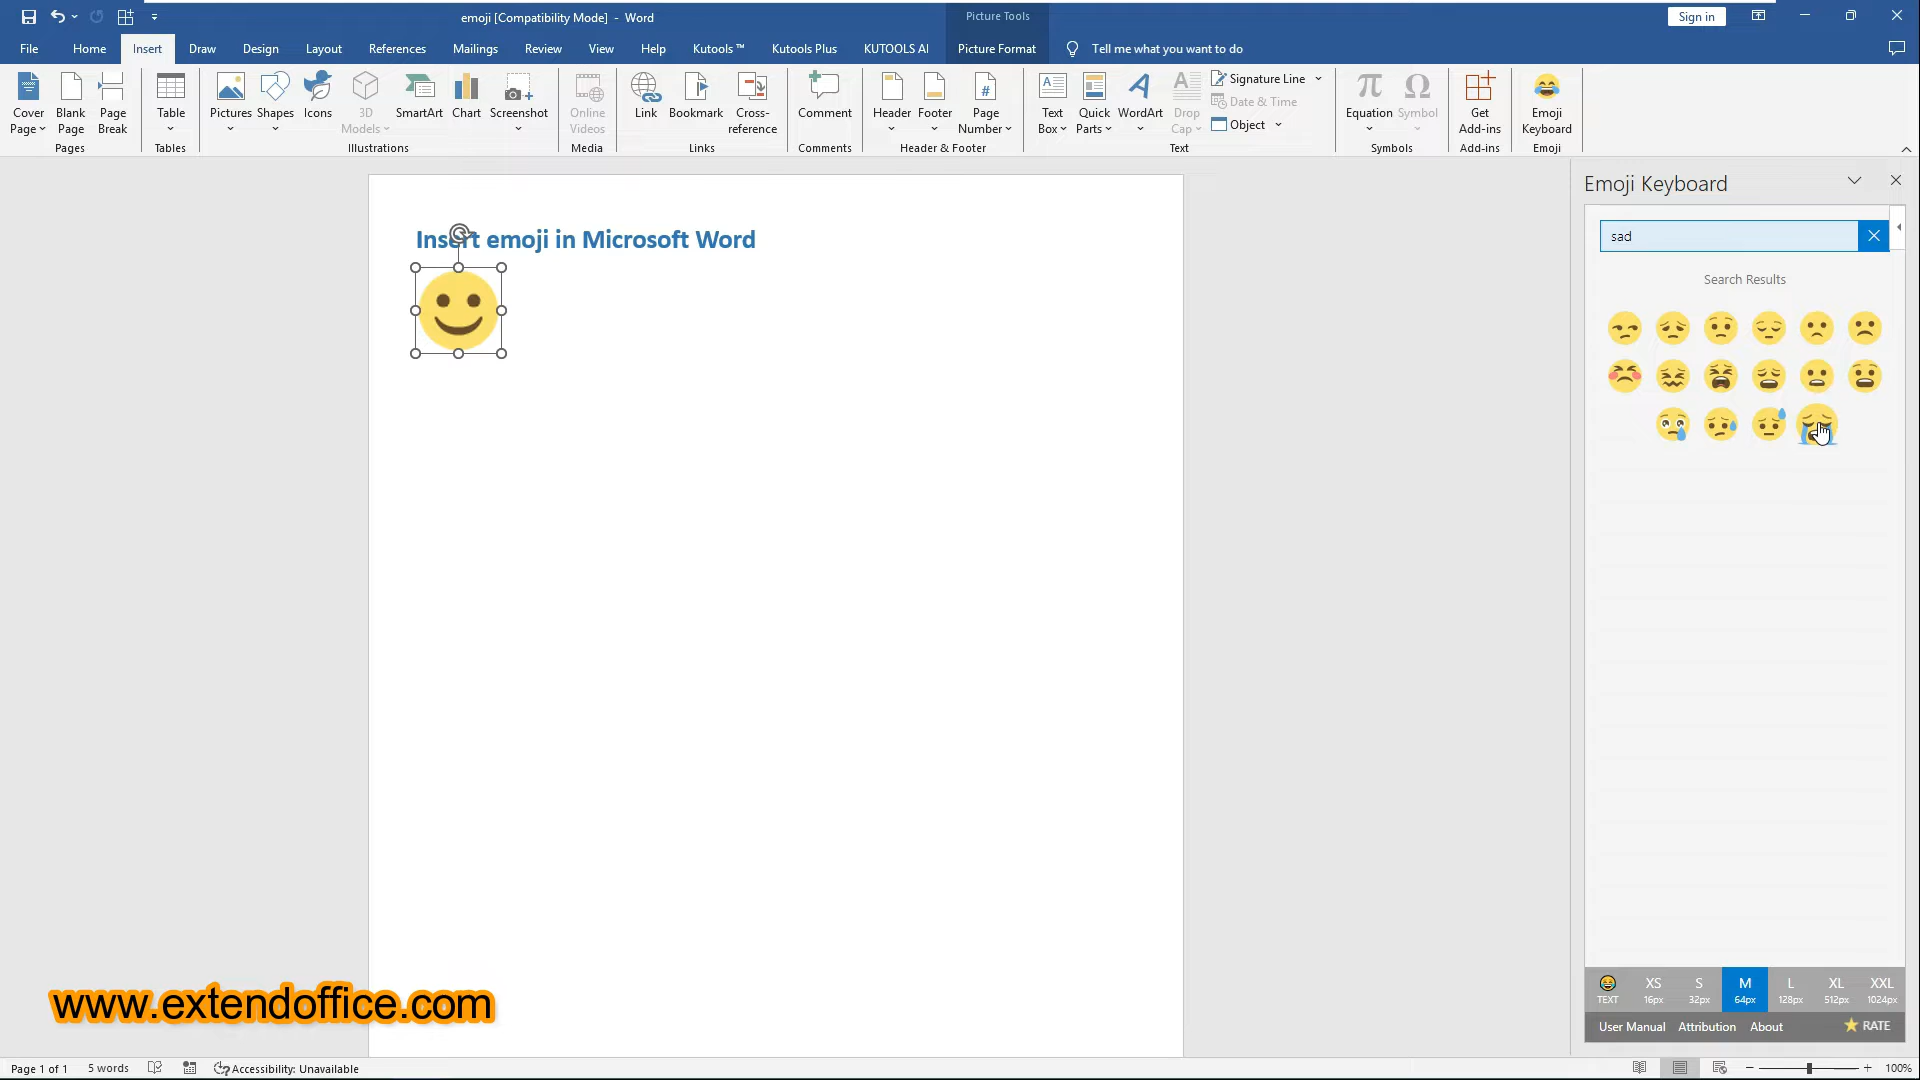 emoji [Compatibility Mode] - Word
Picture Tools
Sign in
File Home Insert Draw Design Layout References Mailings Review View Help Kutools ™ Kutools Plus KUTOOLS AI Picture Format Tell me what you want to do
Cover Page
Blank Page
Page Break
Pages
Table
Tables
Pictures
Shapes
Icons
3D Models
SmartArt
Chart
Screenshot
Illustrations
Online Videos
Media
Link
Bookmark
Cross-reference
Links
Comment
Comments
Header
Footer
Page Number
Header & Footer
Text Box
Quick Parts
WordArt
Drop Cap
Signature Line
Date & Time
Object
Text
Equation
Symbol
Symbols
Get Add-ins
Add-ins
Emoji Keyboard
Emoji
Insert emoji in Microsoft Word
Emoji Keyboard
sad
Search Results
TEXT
XS 16px
S 32px
M 64px
L 128px
XL 512px
XXL 1024px
User Manual Attribution About RATE
www.extendoffice.com
Page 1 of 1 5 words Accessibility: Unavailable 100%